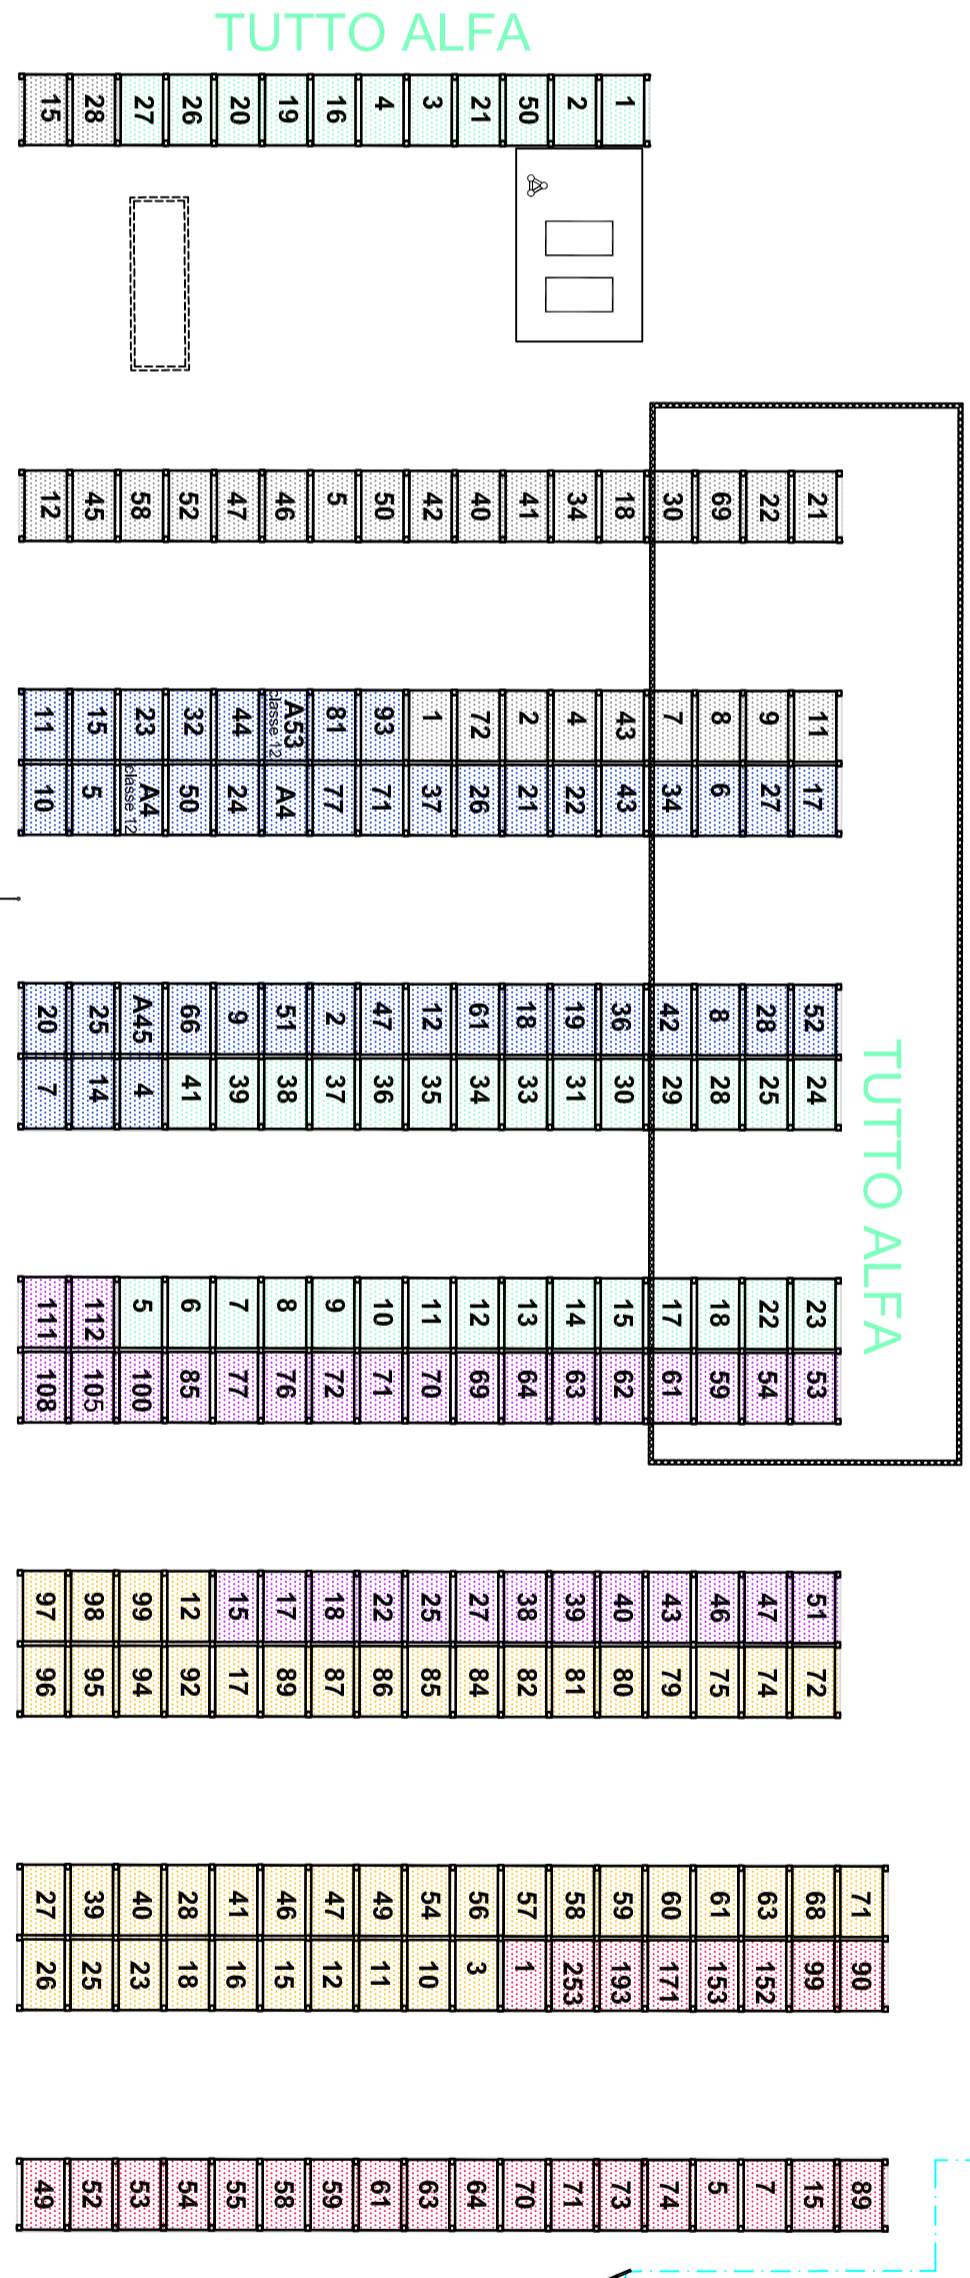 TUTTO ALFA
15 28 27 26 20 19 16 4 3 21 50 2 1
12 45 58 52 47 46 5 50 42 40 41 34 18 30 69 22 21
11 15 23 32 44 A53 81 93 1 72 2 4 43 7 8 9 11
classe 12
10 5 A4 50 24 A4 77 71 37 26 21 22 43 34 6 27 17
classe 12
20 25 A45 66 9 51 2 47 12 61 18 19 36 42 8 28 52
7 14 4 41 39 38 37 36 35 34 33 31 30 29 28 25 24
TUTTO ALFA
111 112 5 6 7 8 9 10 11 12 13 14 15 17 18 22 23
108 105 100 85 77 76 72 71 70 69 64 63 62 61 59 54 53
97 98 99 12 15 17 18 22 25 27 38 39 40 43 46 47 51
96 95 94 92 17 89 87 86 85 84 82 81 80 79 75 74 72
27 39 40 28 41 46 47 49 54 56 57 58 59 60 61 63 68 71
26 25 23 18 16 15 12 11 10 3 1 253 193 171 153 152 99 90
49 52 53 54 55 58 59 61 63 64 70 71 73 74 5 7 15 89